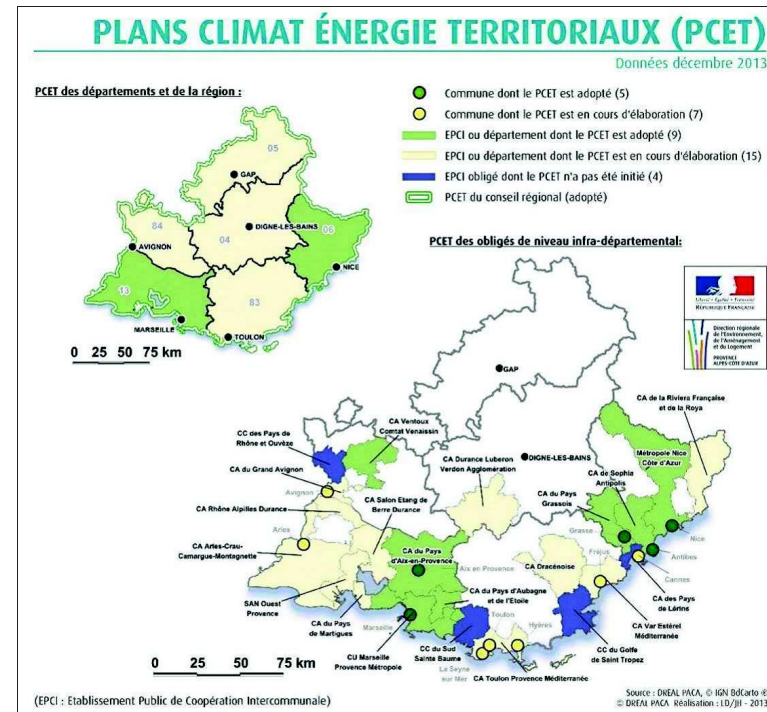 PLANS CLIMAT ÉNERGIE TERRITORIAUX (PCET)
Données décembre 2013
PCET des départements et de la région :
Commune dont le PCET est adopté (5)
Commune dont le PCET est en cours d'élaboration (7)
EPCI ou département dont le PCET est adopté (9)
EPCI ou département dont le PCET est en cours d'élaboration (15)
EPCI obligé dont le PCET n'a pas été initié (4)
PCET du conseil régional (adopté)
05
GAP
84
04
DIGNE-LES-BAINS
06
AVIGNON
NICE
13
83
MARSEILLE
TOULON
0 25 50 75 km
PCET des obligés de niveau infra-départemental:
Liberté • Égalité • Fraternité
RÉPUBLIQUE FRANÇAISE
Direction régionale
de l'Environnement,
de l'Aménagement
et du Logement
PROVENCE
ALPES-CÔTE D'AZUR
GAP
CA de la Riviera Française
et de la Roya
CC des Pays de
Rhône et Ouvèze
CA Ventoux
Comtat Venaissin
CA du Grand Avignon
CA Durance Luberon
Verdon Agglomération
DIGNE-LES-BAINS
Métropole Nice
Côte d'Azur
CA de Sophia
Antipolis
Avignon
CA Salon Etang de
Berre Durance
CA du Pays
Grassois
CA Rhône Alpilles Durance
Arles
Grasse
Nice
CA Arles-Crau-
Camargue-Montagnette
CA du Pays
d'Aix-en-Provence
Aix en Provence
CA Dracénoise
Fréjus
Antibes
Cannes
SAN Ouest
Provence
CA du Pays d'Aubagne
et de l'Etoile
CA des Pays
de Lérins
CA du Pays
de Martigues
Marseille
Toulon
Hyères
CA Var Estérel
Méditerranée
CU Marseille
Provence Métropole
CC du Sud
Sainte Baume
CC du Golfe
de Saint Tropez
La Seyne
sur Mer
CA Toulon Provence Méditerranée
0 25 50 75 km
(EPCI : Etablissement Public de Coopération Intercommunale)
Source : DREAL PACA, © IGN BdCarto ®
© DREAL PACA Réalisation : LD/JH - 2013